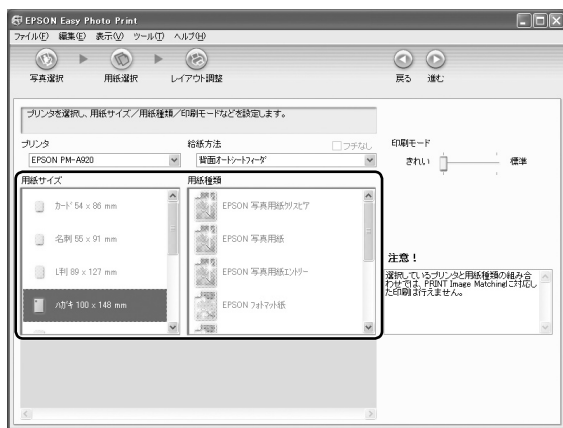 EPSON Easy Photo Print
ファイル(F) 編集(E) 表示(V) ツール(T) ヘルプ(H)
写真選択 用紙選択 レイアウト調整 戻る 進む
プリンタを選択し、用紙サイズ／用紙種類／印刷モードなどを設定します。
プリンタ 給紙方法 フチなし 印刷モード
EPSON PM-A920 背面オートシートフィーダ きれい 標準
用紙サイズ 用紙種類
カード 54 x 86 mm EPSON 写真用紙クリスピア
名刺 55 x 91 mm EPSON 写真用紙
注意！
L判 89 x 127 mm EPSON 写真用紙エントリー
選択しているプリンタと用紙種類の組み合
わせでは、PRINT Image Matchingに対応し
た印刷は行えません。
ハガキ 100 x 148 mm EPSON フォトマット紙